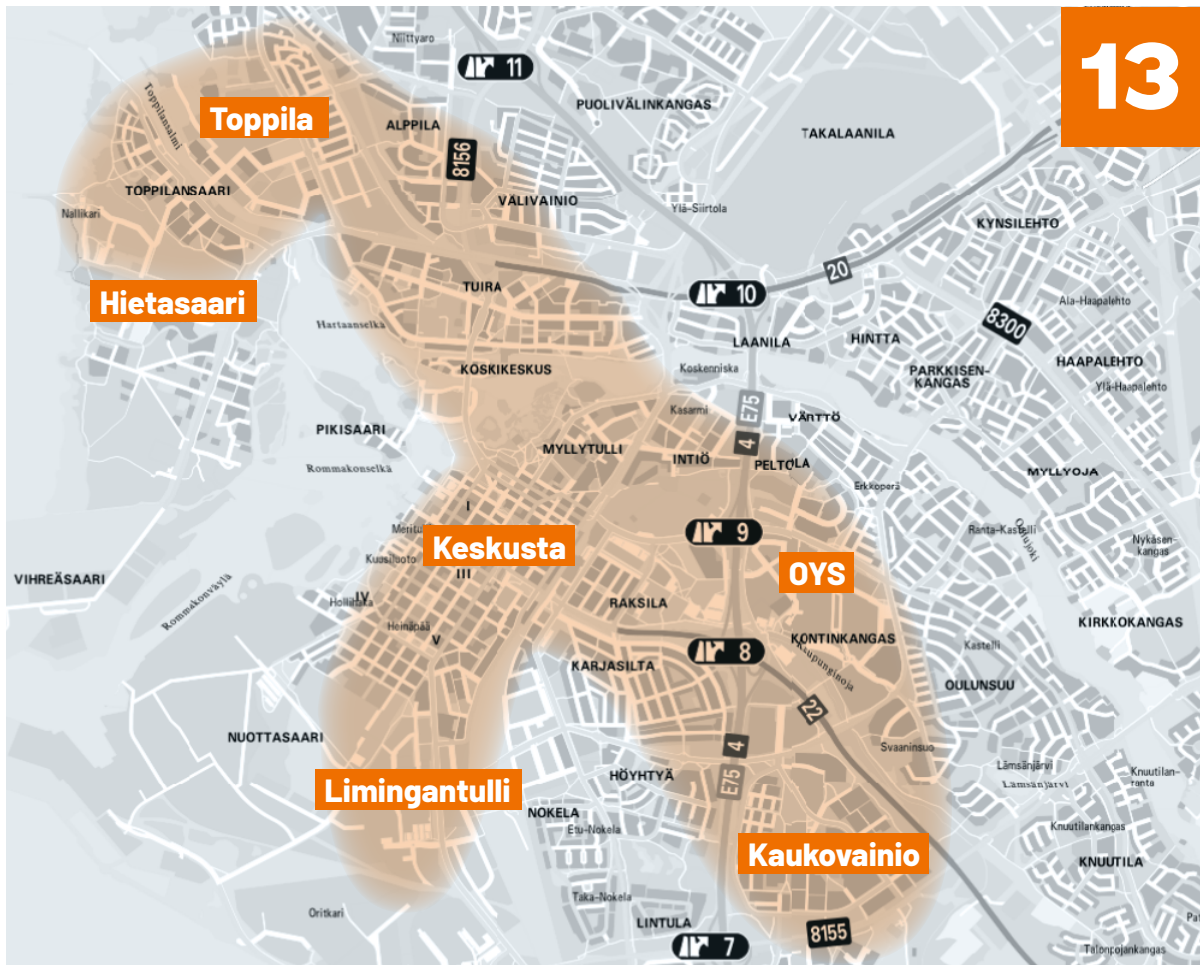 Niittyaro
11
13
PUOLIVÄLINKANGAS
Toppilansalmi
Toppila
ALPPILA
8156
TAKALAANILA
TOPPILANSAARI
VÄLIVAINIO
Nallikari
Ylä-Siirtola
KYNSILEHTO
20
Hietasaari
TUIRA
10
Ala-Haapalehto
8300
Hartaanselkä
LAANILA
HINTTA
HAAPALEHTO
KOSKIKESKUS
Koskenniska
PARKKISEN-
KANGAS
Ylä-Haapalehto
Kasarmi
E75
VÄRTTÖ
PIKISAARI
4
MYLLYTULLI
INTIÖ
PELTOLA
Rommakonselkä
MYLLYOJA
Erkkoperä
I
Keskusta
9
Ranta-Kastelli
Oulujoki
Nykäsen-
kangas
Kuusiluoto
III
OYS
VIHREÄSAARI
Rommakonväylä
IV
RAKSILA
Heinäpää
V
KONTINKANGAS
KIRKKOKANGAS
8
Kaupunginoja
Kastelli
KARJASILTA
OULUNSUU
22
NUOTTASAARI
4
Svaaninsuo
E75
Lämsänjärvi
Lämsänjärvi
Knuutilan-
ranta
HÖYHTYÄ
Limingantulli
NOKELA
Etu-Nokela
Kaukovainio
Knuutilankangas
KNUUTILA
Taka-Nokela
Oritkari
LINTULA
8155
7
Talonpojankangas